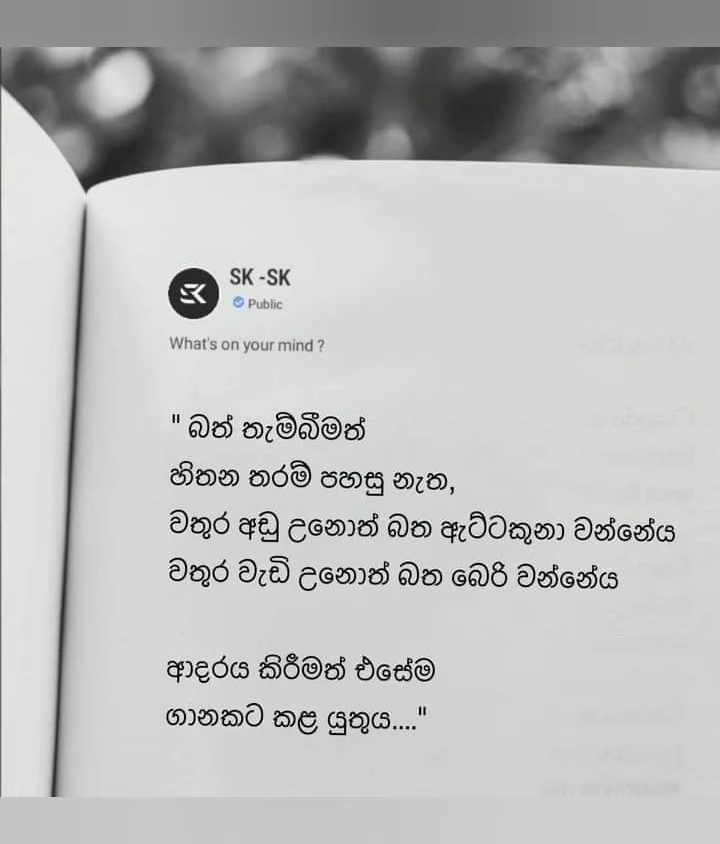 SK
SK -SK
Public
What's on your mind ?
" බත් තැම්බීමත්
හිතන තරම් පහසු නැත,
වතුර අඩු උනොත් බත ඇට්ටකුනා වන්නේය
වතුර වැඩි උනොත් බත බෙරි වන්නේය
ආදරය කිරීමත් එසේම
ගානකට කළ යුතුය...."